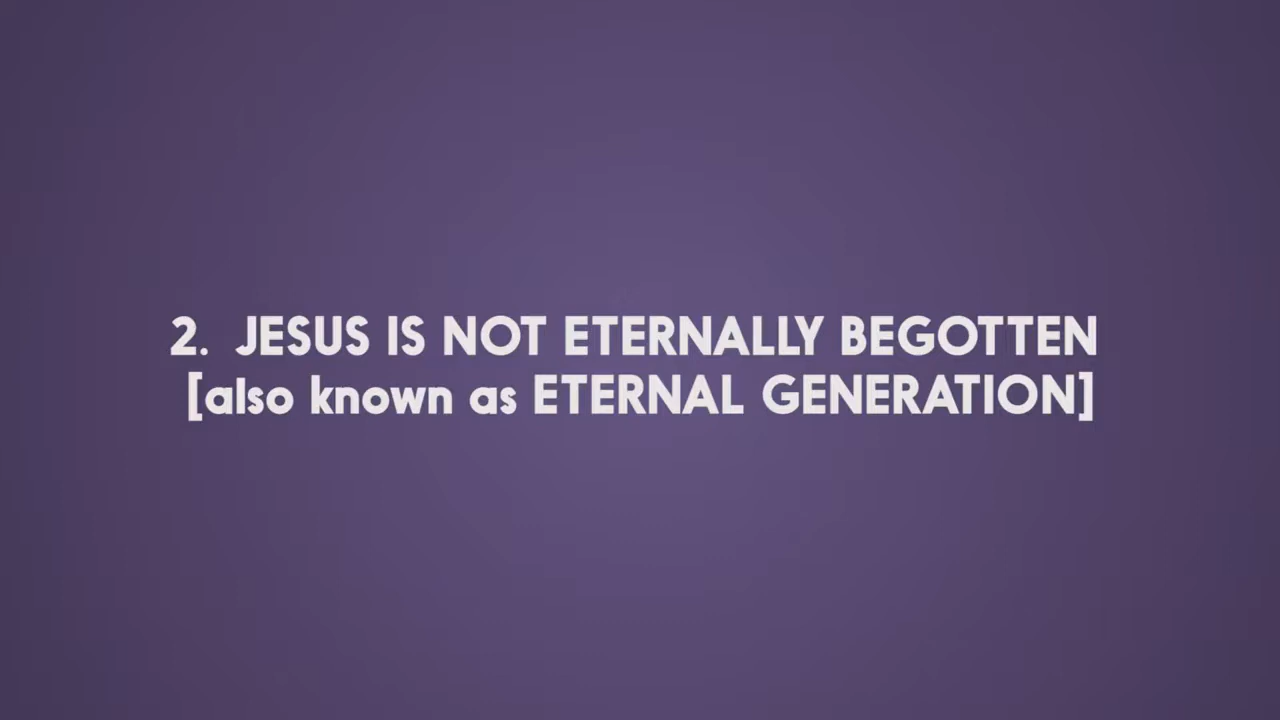 2. JESUS IS NOT ETERNALLY BEGOTTEN
[also known as ETERNAL GENERATION]